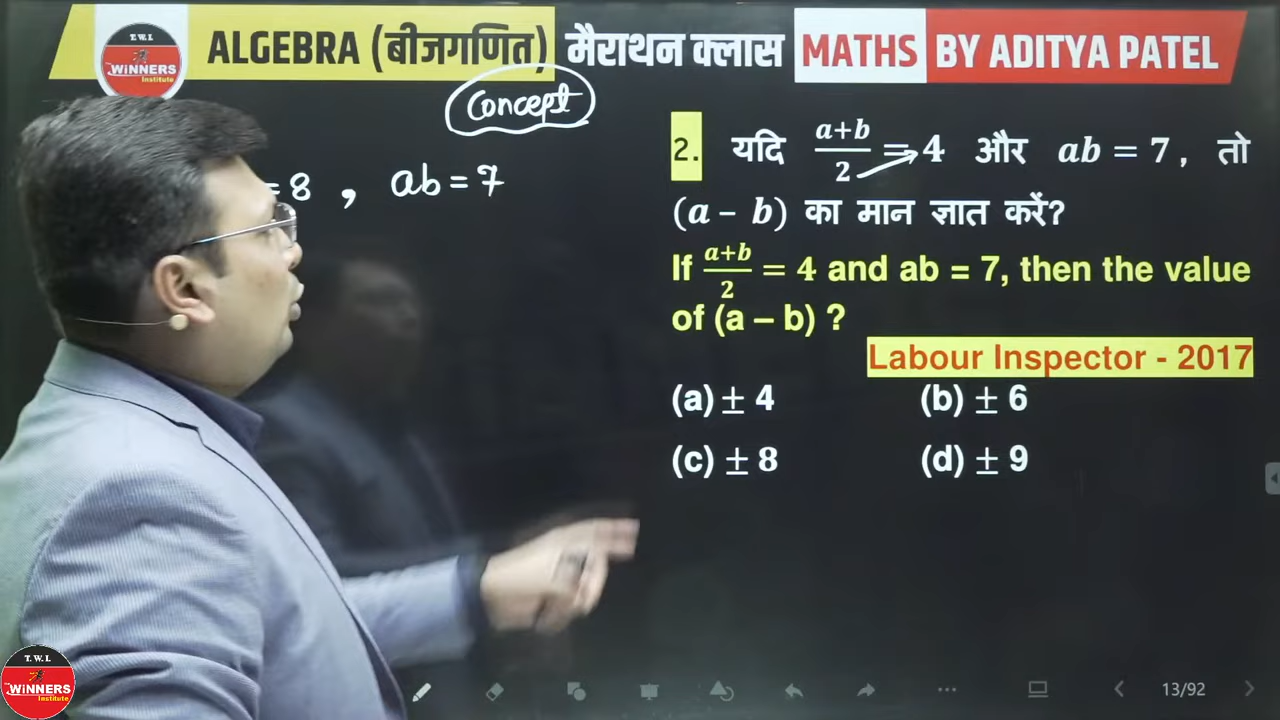 T.W.I.
WiNNERS
Institute
ALGEBRA (बीजगणित) मैराथन क्लास MATHS BY ADITYA PATEL
Concept
= 8 , ab = 7
2. यदि \frac{a+b}{2} = 4 और ab = 7, तो
(a – b) का मान ज्ञात करें?
If \frac{a+b}{2} = 4 and ab = 7, then the value
of (a – b) ?
Labour Inspector - 2017
(a) ± 4 (b) ± 6
(c) ± 8 (d) ± 9
T.W.I.
WiNNERS
Institute
13/92